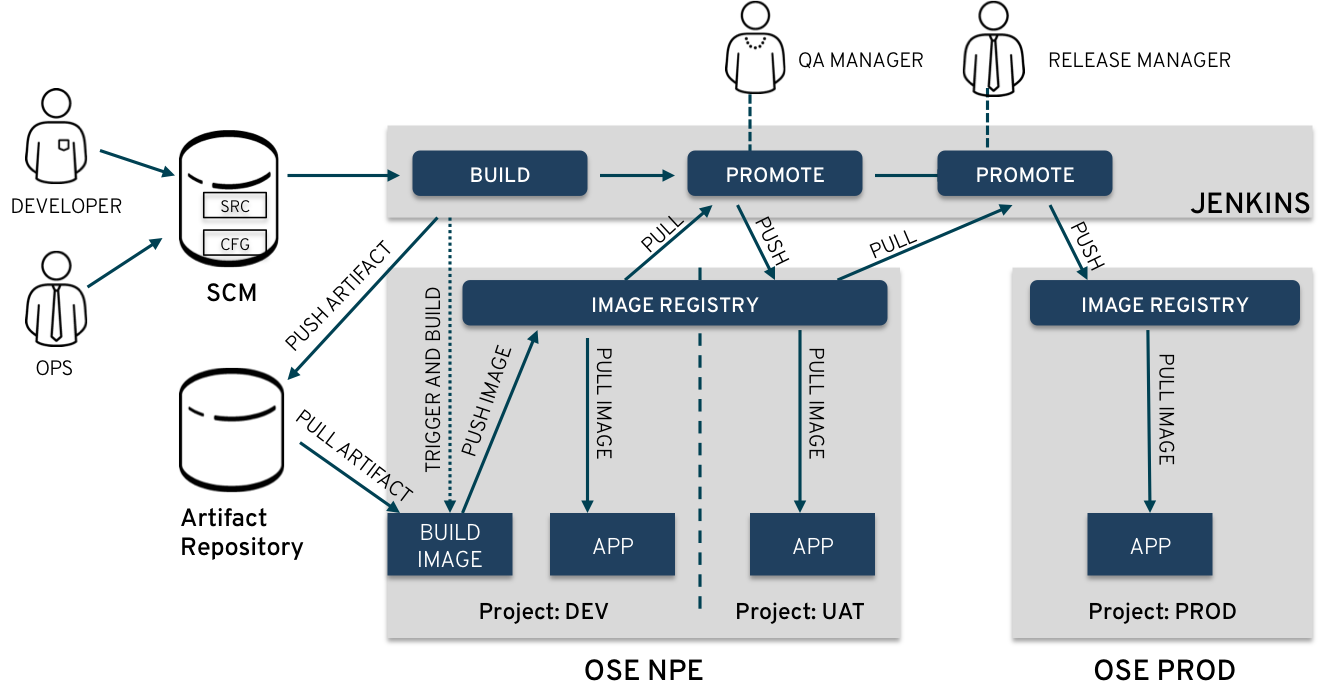 QA MANAGER
RELEASE MANAGER
DEVELOPER
OPS
SRC
CFG
SCM
BUILD
PROMOTE
PROMOTE
JENKINS
PUSH ARTIFACT
TRIGGER AND BUILD
PULL
PUSH
PULL
PUSH
IMAGE REGISTRY
IMAGE REGISTRY
PUSH IMAGE
PULL IMAGE
PULL IMAGE
PULL IMAGE
PULL ARTIFACT
Artifact
Repository
BUILD
IMAGE
APP
APP
APP
Project: DEV
Project: UAT
Project: PROD
OSE NPE
OSE PROD